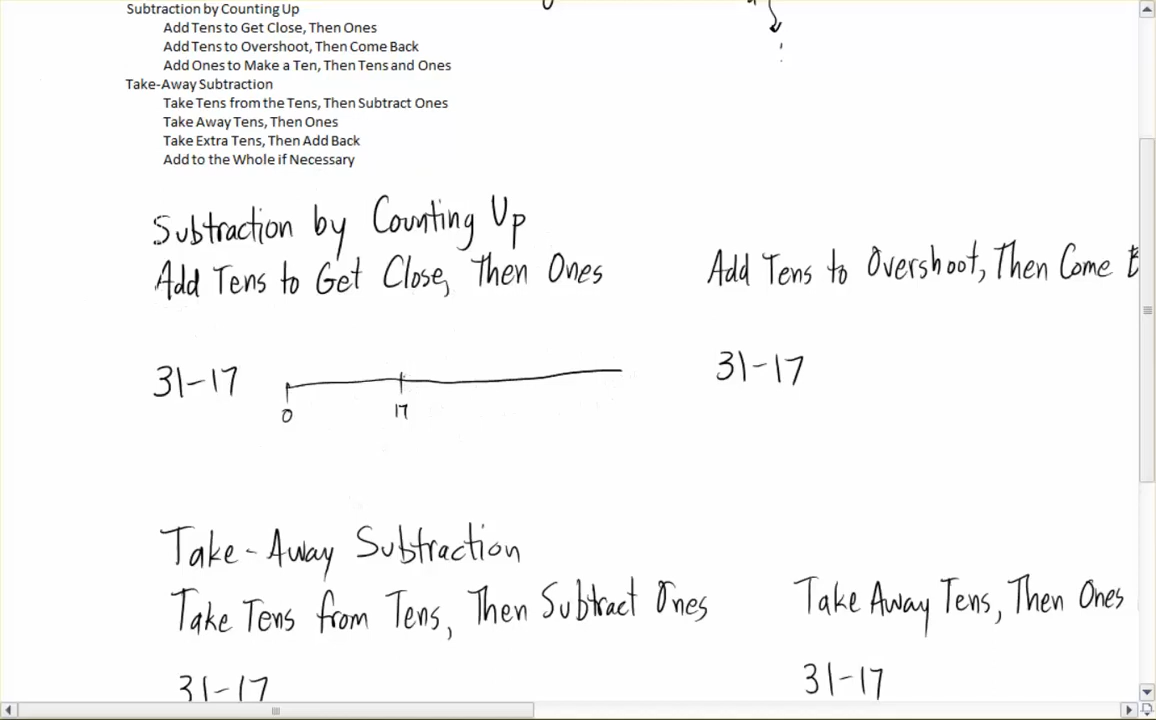 Subtraction by Counting Up
Add Tens to Get Close, Then Ones
Add Tens to Overshoot, Then Come Back
Add Ones to Make a Ten, Then Tens and Ones
Take-Away Subtraction
Take Tens from the Tens, Then Subtract Ones
Take Away Tens, Then Ones
Take Extra Tens, Then Add Back
Add to the Whole if Necessary
Subtraction by Counting Up
Add Tens to Get Close, Then Ones
Add Tens to Overshoot, Then Come
31-17
0
17
31-17
Take-Away Subtraction
Take Tens from Tens, Then Subtract Ones
Take Away Tens, Then Ones
31-17
31-17